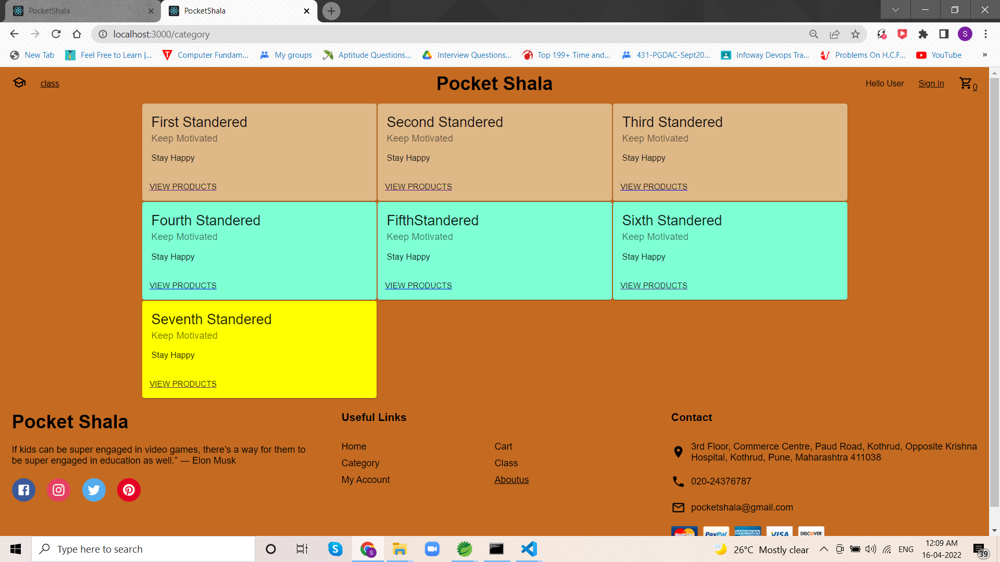 PocketShala
PocketShala
localhost:3000/category
S
New Tab
Feel Free to Learn |...
Computer Fundam...
My groups
Aptitude Questions...
Interview Questions...
Top 199+ Time and...
431-PGDAC-Sept20...
Infoway Devops Tra...
Problems On H.C.F...
YouTube
»
class
Pocket Shala
Hello User
Sign In
0
First Standered
Keep Motivated
Stay Happy
VIEW PRODUCTS
Second Standered
Keep Motivated
Stay Happy
VIEW PRODUCTS
Third Standered
Keep Motivated
Stay Happy
VIEW PRODUCTS
Fourth Standered
Keep Motivated
Stay Happy
VIEW PRODUCTS
FifthStandered
Keep Motivated
Stay Happy
VIEW PRODUCTS
Sixth Standered
Keep Motivated
Stay Happy
VIEW PRODUCTS
Seventh Standered
Keep Motivated
Stay Happy
VIEW PRODUCTS
Pocket Shala
If kids can be super engaged in video games, there’s a way for them to
be super engaged in education as well.” — Elon Musk
Useful Links
Home
Cart
Category
Class
My Account
Aboutus
Contact
3rd Floor, Commerce Centre, Paud Road, Kothrud, Opposite Krishna
Hospital, Kothrud, Pune, Maharashtra 411038
020-24376787
pocketshala@gmail.com
MasterCard
PayPal
AMERICAN
VISA
DISCOVER
Type here to search
26°C Mostly clear
ENG
12:09 AM
16-04-2022
39